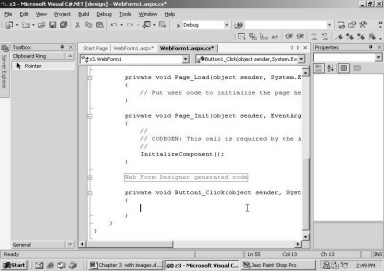 z3 - Microsoft Visual C#.NET [design] - WebForm1.aspx.cs*
File Edit View Project Build Debug Tools Window Help
Debug
Toolbox
Clipboard Ring
Pointer
General
Server Explorer
Start Page WebForm1.aspx* WebForm1.aspx.cs*
z3.WebForm1
Button1_Click(object sender,System.Ev
private void Page_Load(object sender, System.E
{
// Put user code to initialize the page he
}
private void Page_Init(object sender, EventArg
{
//
// CODEGEN: This call is required by the A
//
InitializeComponent();
}
Web Form Designer generated code
private void Button1_Click(object sender, Syst
{
}
}
}
Properties
Ready
Ln 55 Col 13 Ch 13 INS
Start
Chapter 3- with images.d...
z3 - Microsoft Visual C...
Jasc Paint Shop Pro
2:49 PM